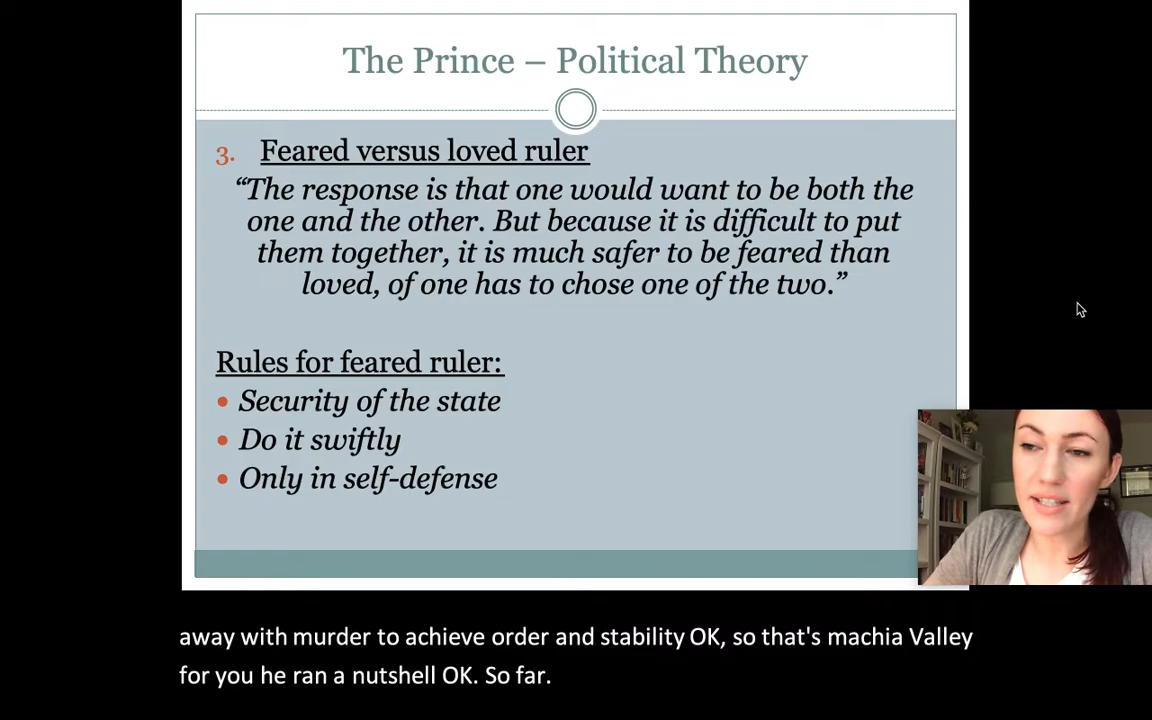 The Prince – Political Theory
3. Feared versus loved ruler
“The response is that one would want to be both the
one and the other. But because it is difficult to put
them together, it is much safer to be feared than
loved, of one has to chose one of the two.”
Rules for feared ruler:
• Security of the state
• Do it swiftly
• Only in self-defense
away with murder to achieve order and stability OK, so that's machia Valley
for you he ran a nutshell OK. So far.